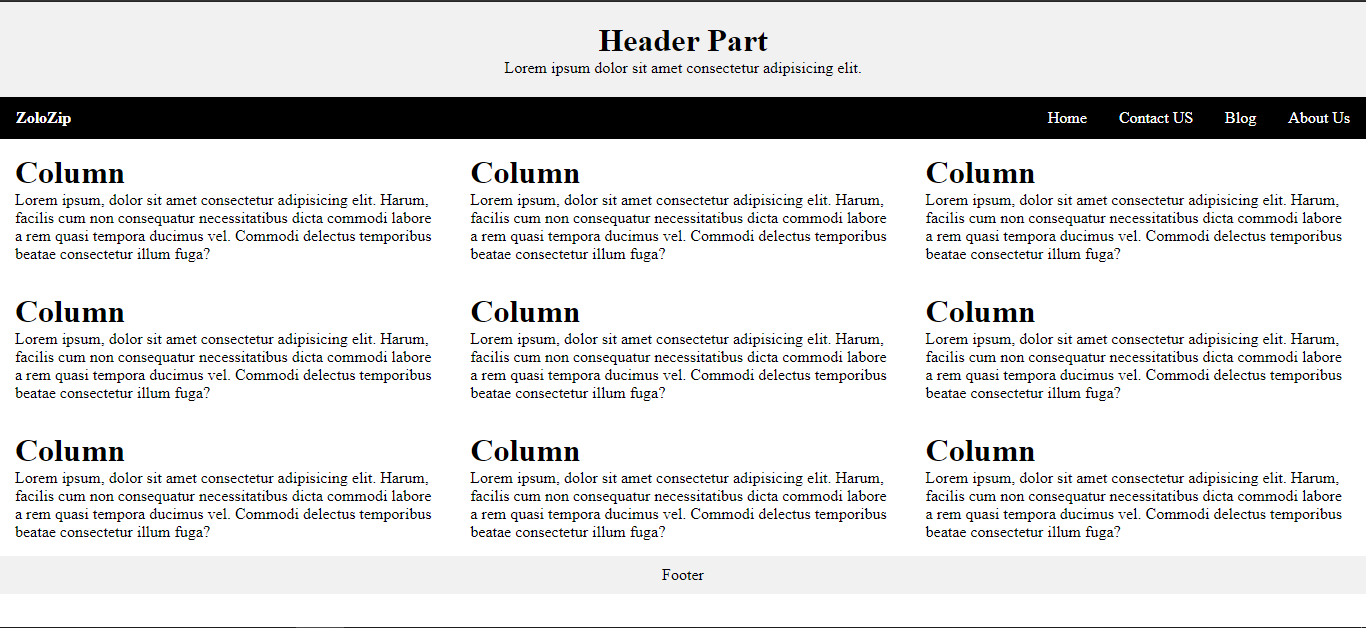 Header Part
Lorem ipsum dolor sit amet consectetur adipisicing elit.
ZoloZip Home Contact US Blog About Us
Column
Lorem ipsum, dolor sit amet consectetur adipisicing elit. Harum,
facilis cum non consequatur necessitatibus dicta commodi labore
a rem quasi tempora ducimus vel. Commodi delectus temporibus
beatae consectetur illum fuga?
Column
Lorem ipsum, dolor sit amet consectetur adipisicing elit. Harum,
facilis cum non consequatur necessitatibus dicta commodi labore
a rem quasi tempora ducimus vel. Commodi delectus temporibus
beatae consectetur illum fuga?
Column
Lorem ipsum, dolor sit amet consectetur adipisicing elit. Harum,
facilis cum non consequatur necessitatibus dicta commodi labore
a rem quasi tempora ducimus vel. Commodi delectus temporibus
beatae consectetur illum fuga?
Column
Lorem ipsum, dolor sit amet consectetur adipisicing elit. Harum,
facilis cum non consequatur necessitatibus dicta commodi labore
a rem quasi tempora ducimus vel. Commodi delectus temporibus
beatae consectetur illum fuga?
Column
Lorem ipsum, dolor sit amet consectetur adipisicing elit. Harum,
facilis cum non consequatur necessitatibus dicta commodi labore
a rem quasi tempora ducimus vel. Commodi delectus temporibus
beatae consectetur illum fuga?
Column
Lorem ipsum, dolor sit amet consectetur adipisicing elit. Harum,
facilis cum non consequatur necessitatibus dicta commodi labore
a rem quasi tempora ducimus vel. Commodi delectus temporibus
beatae consectetur illum fuga?
Column
Lorem ipsum, dolor sit amet consectetur adipisicing elit. Harum,
facilis cum non consequatur necessitatibus dicta commodi labore
a rem quasi tempora ducimus vel. Commodi delectus temporibus
beatae consectetur illum fuga?
Column
Lorem ipsum, dolor sit amet consectetur adipisicing elit. Harum,
facilis cum non consequatur necessitatibus dicta commodi labore
a rem quasi tempora ducimus vel. Commodi delectus temporibus
beatae consectetur illum fuga?
Column
Lorem ipsum, dolor sit amet consectetur adipisicing elit. Harum,
facilis cum non consequatur necessitatibus dicta commodi labore
a rem quasi tempora ducimus vel. Commodi delectus temporibus
beatae consectetur illum fuga?
Footer